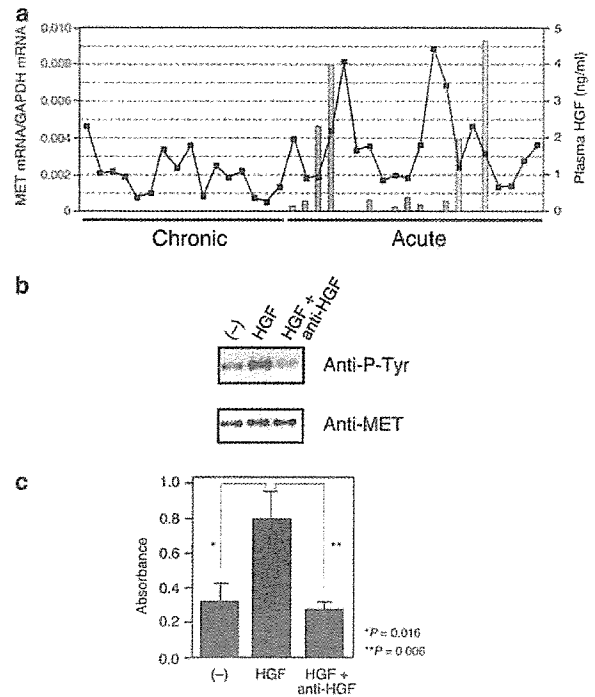 a
MET mRNA/GAPDH mRNA
0.010
0.008
0.006
0.004
0.002
0
Plasma HGF (ng/ml)
5
4
3
2
1
0
Chronic
Acute
b
(–)
HGF
HGF +
anti-HGF
Anti-P-Tyr
Anti-MET
c
Absorbance
1.0
0.8
0.6
0.4
0.2
0.0
*
**
(–)
HGF
HGF +
anti-HGF
*P = 0.016
**P = 0.006